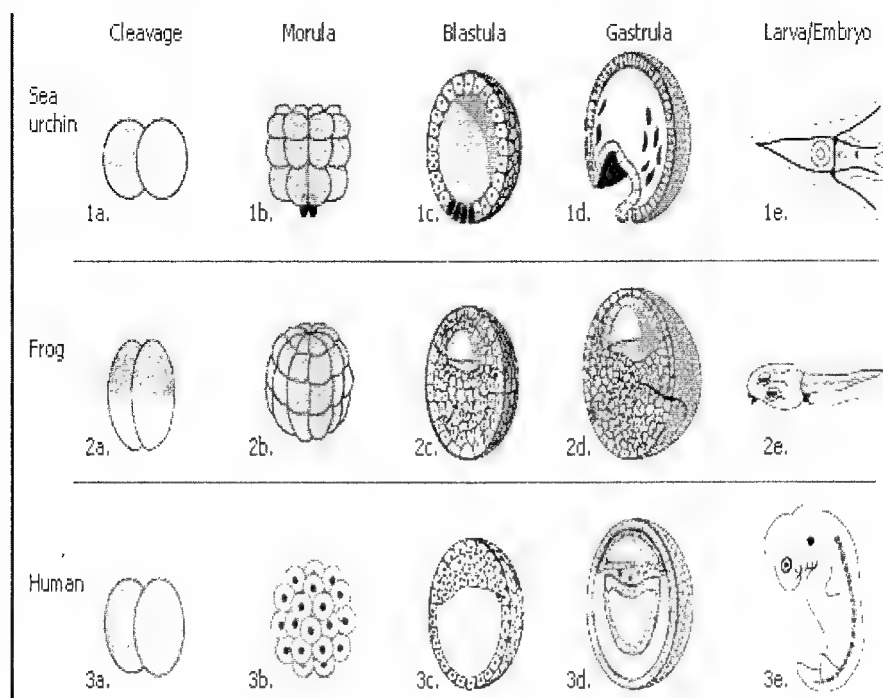 Cleavage Morula Blastula Gastrula Larva/Embryo
Sea
urchin
1a. 1b. 1c. 1d. 1e.
Frog
2a. 2b. 2c. 2d. 2e.
Human
3a. 3b. 3c. 3d. 3e.